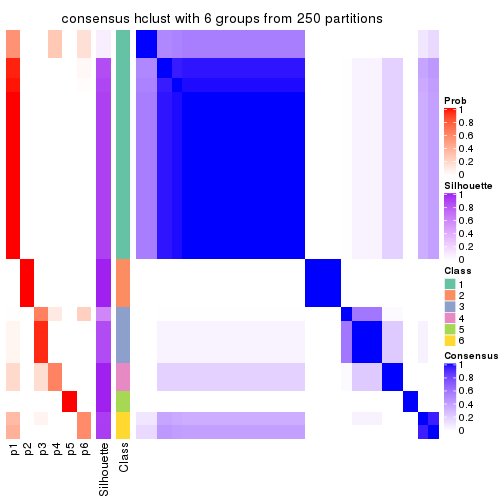 consensus hclust with 6 groups from 250 partitions
Prob
1
0.8
0.6
0.4
0.2
0
Silhouette
1
0.8
0.6
0.4
0.2
0
Class
1
2
3
4
5
6
Consensus
1
0.8
0.6
0.4
0.2
0
p1
p2
p3
p4
p5
p6
Silhouette
Class